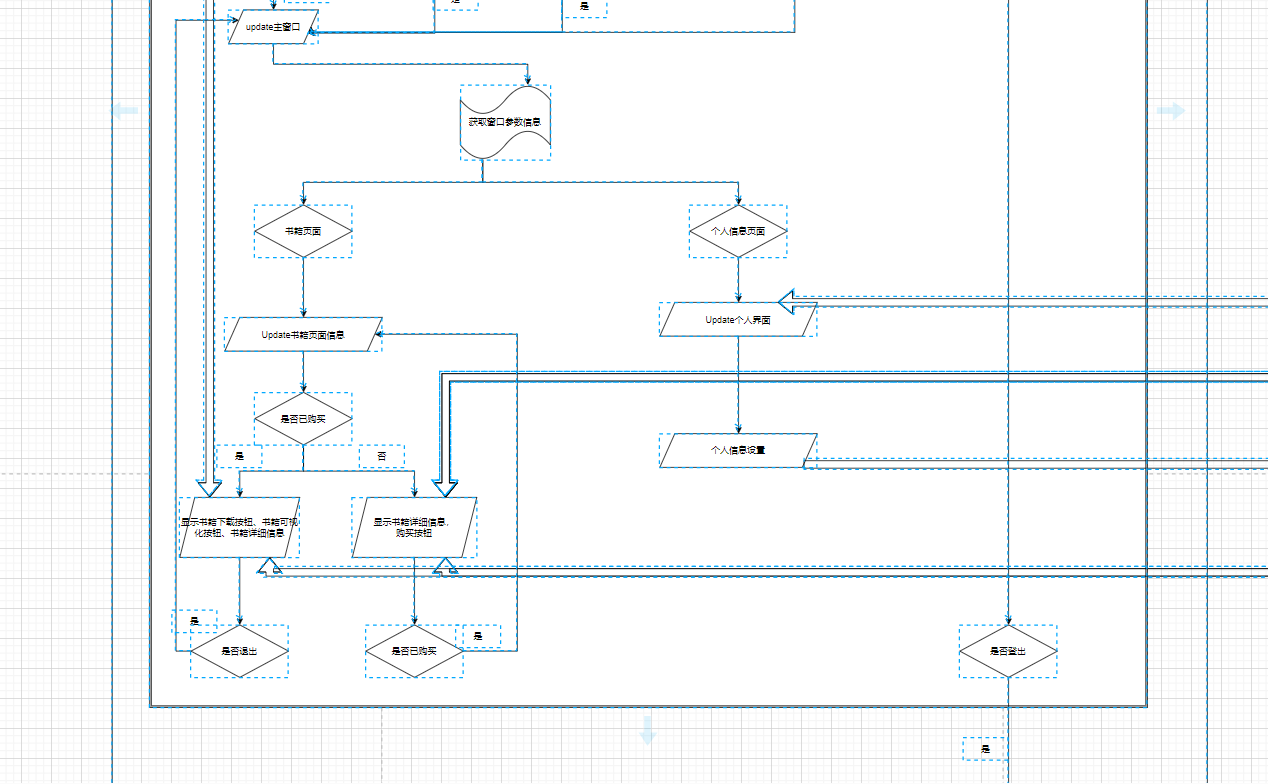 是
是
update主窗口
获取窗口参数信息
书籍页面
个人信息页面
Update个人界面
Update书籍页面信息
是否已购买
是
否
个人信息设置
显示书籍下载按钮、书籍可视
化按钮、书籍详细信息
显示书籍详细信息,
购买按钮
是
是
是否退出
是否已购买
是否登出
是